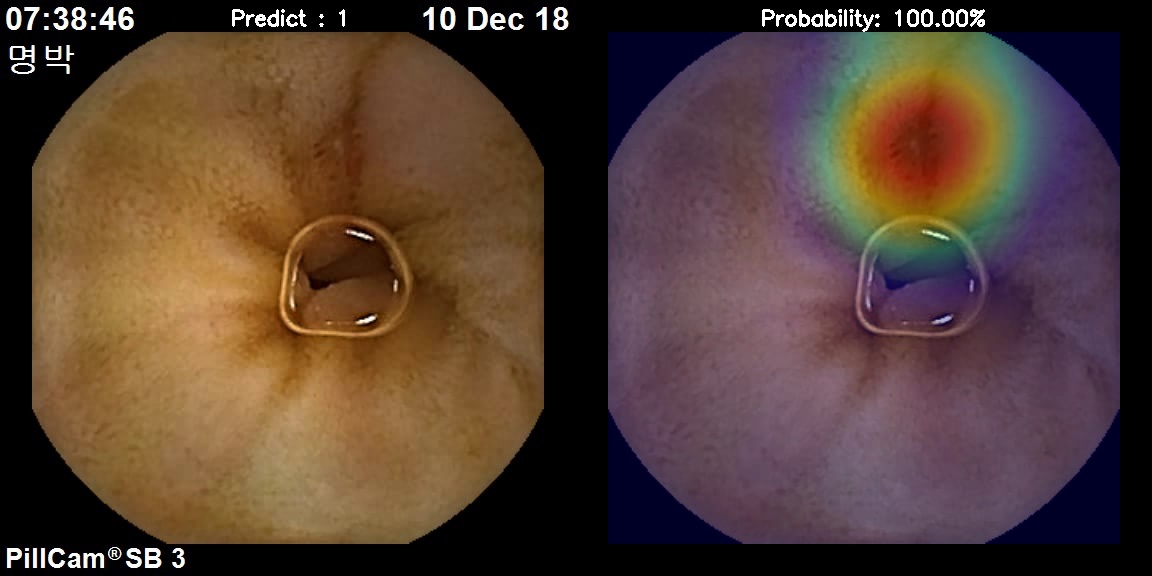 07:38:46
Predict : 1
10 Dec 18
Probability: 100.00%
명박
PillCam® SB 3